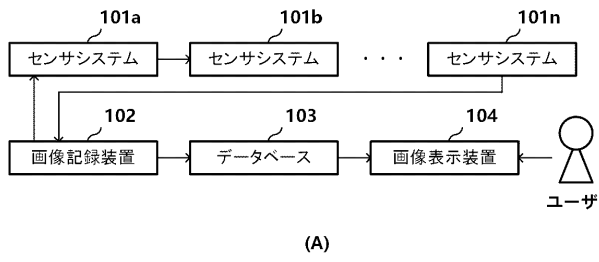 101a 101b 101n
センサシステム センサシステム ・・・ センサシステム
102 103 104
画像記録装置 データベース 画像表示装置
ユーザ
(A)